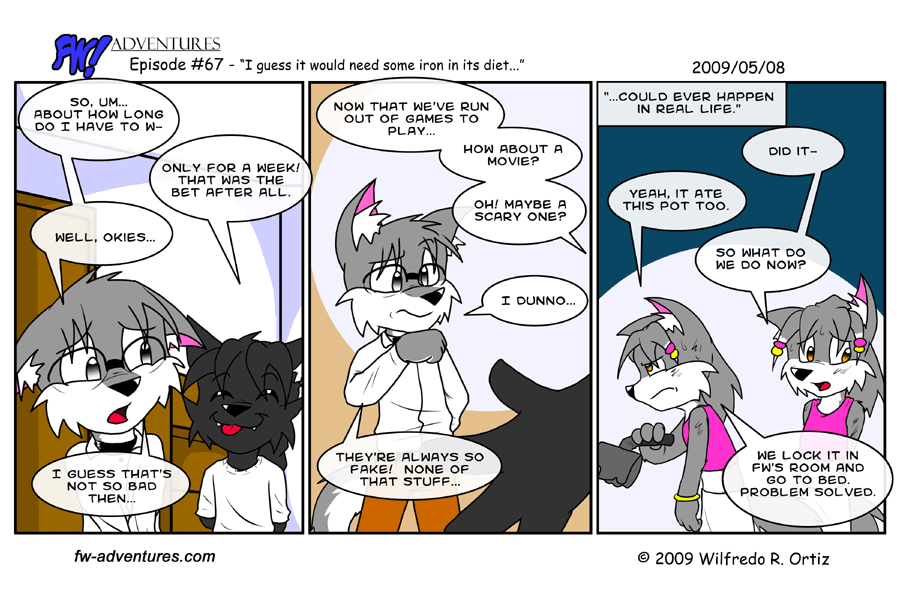 FW! ADVENTURES
Episode #67 - "I guess it would need some iron in its diet..."
2009/05/08
SO, UM...
ABOUT HOW LONG
DO I HAVE TO W-
ONLY FOR A WEEK!
THAT WAS THE
BET AFTER ALL.
WELL, OKIES...
I GUESS THAT'S
NOT SO BAD
THEN...
NOW THAT WE'VE RUN
OUT OF GAMES TO
PLAY...
HOW ABOUT A
MOVIE?
OH! MAYBE A
SCARY ONE?
I DUNNO...
THEY'RE ALWAYS SO
FAKE! NONE OF
THAT STUFF...
"...COULD EVER HAPPEN
IN REAL LIFE."
DID IT-
YEAH, IT ATE
THIS POT TOO.
SO WHAT DO
WE DO NOW?
WE LOCK IT IN
FW'S ROOM AND
GO TO BED.
PROBLEM SOLVED.
fw-adventures.com
© 2009 Wilfredo R. Ortiz